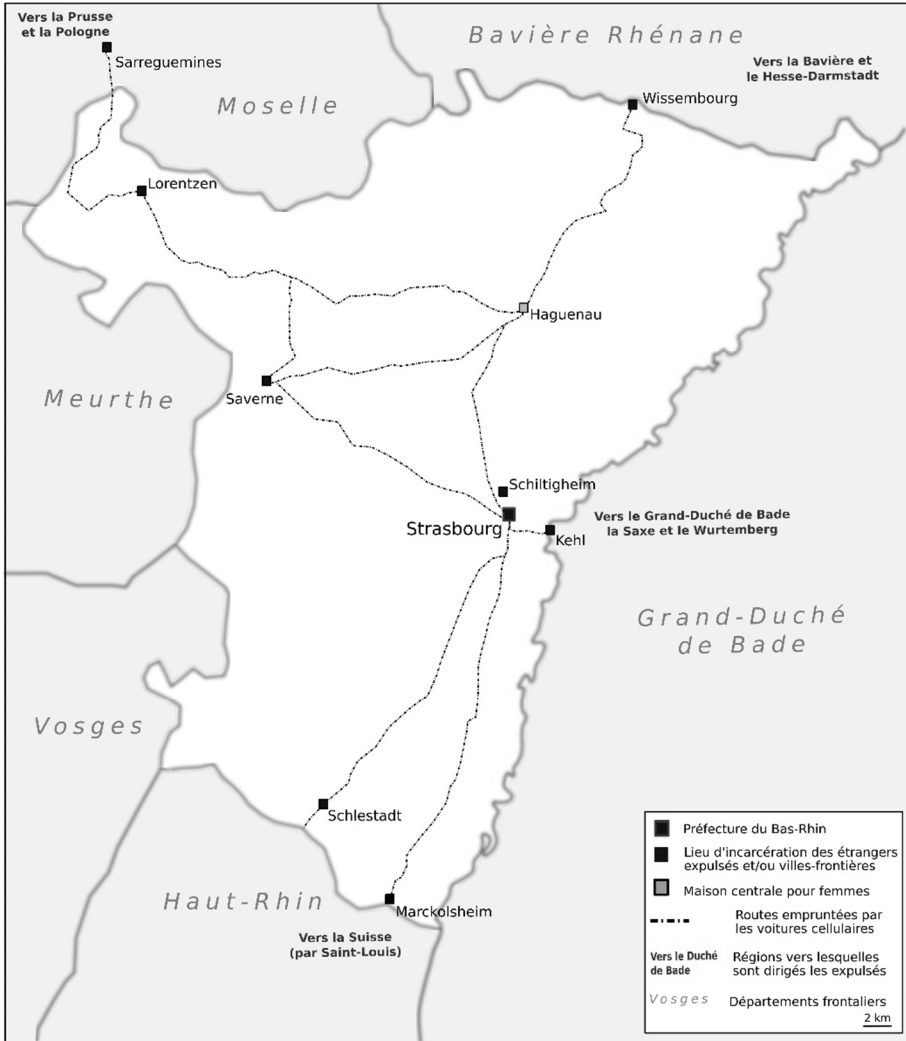 Vers la Prusse
et la Pologne
Sarreguemines
Moselle
Bavière Rhénane
Vers la Bavière et
le Hesse-Darmstadt
Wissembourg
Lorentzen
Haguenau
Meurthe
Saverne
Schiltigheim
Strasbourg
Vers le Grand-Duché de Bade
la Saxe et le Wurtemberg
Kehl
Grand-Duché
de Bade
Vosges
Schlestadt
Haut-Rhin
Marckolsheim
Vers la Suisse
(par Saint-Louis)
Préfecture du Bas-Rhin
Lieu d'incarcération des étrangers
expulsés et/ou villes-frontières
Maison centrale pour femmes
Routes empruntées par
les voitures cellulaires
Vers le Duché
de Bade
Régions vers lesquelles
sont dirigés les expulsés
Vosges
Départements frontaliers
2 km